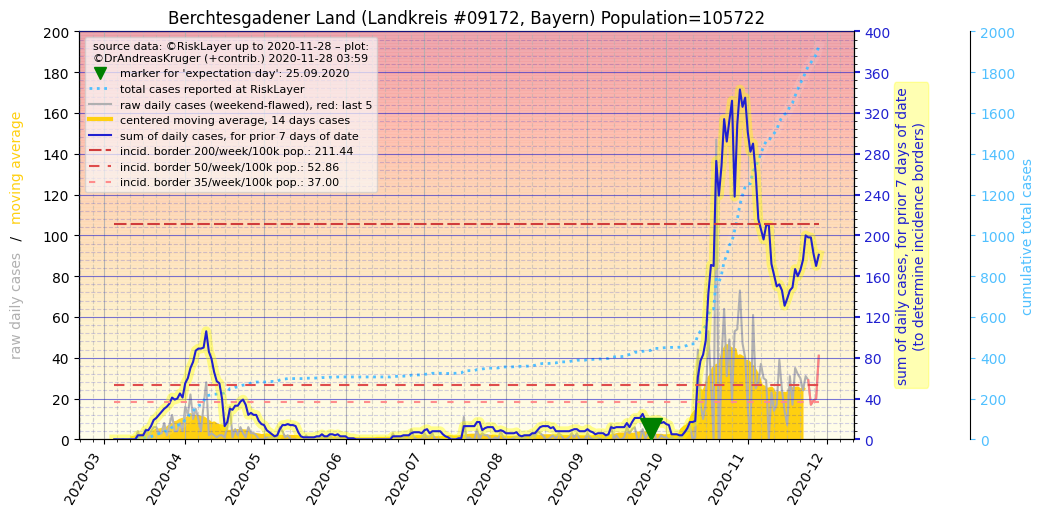 Berchtesgadener Land (Landkreis #09172, Bayern) Population=105722
source data: ©RiskLayer up to 2020-11-28 – plot:
©DrAndreasKruger (+contrib.) 2020-11-28 03:59
marker for 'expectation day': 25.09.2020
total cases reported at RiskLayer
raw daily cases (weekend-flawed), red: last 5
centered moving average, 14 days cases
sum of daily cases, for prior 7 days of date
incid. border 200/week/100k pop.: 211.44
incid. border 50/week/100k pop.: 52.86
incid. border 35/week/100k pop.: 37.00
raw daily cases / moving average
200
180
160
140
120
100
80
60
40
20
0
2020-03
2020-04
2020-05
2020-06
2020-07
2020-08
2020-09
2020-10
2020-11
2020-12
400
360
320
280
240
200
160
120
80
40
0
sum of daily cases, for prior 7 days of date
(to determine incidence borders)
2000
1800
1600
1400
1200
1000
800
600
400
200
0
cumulative total cases